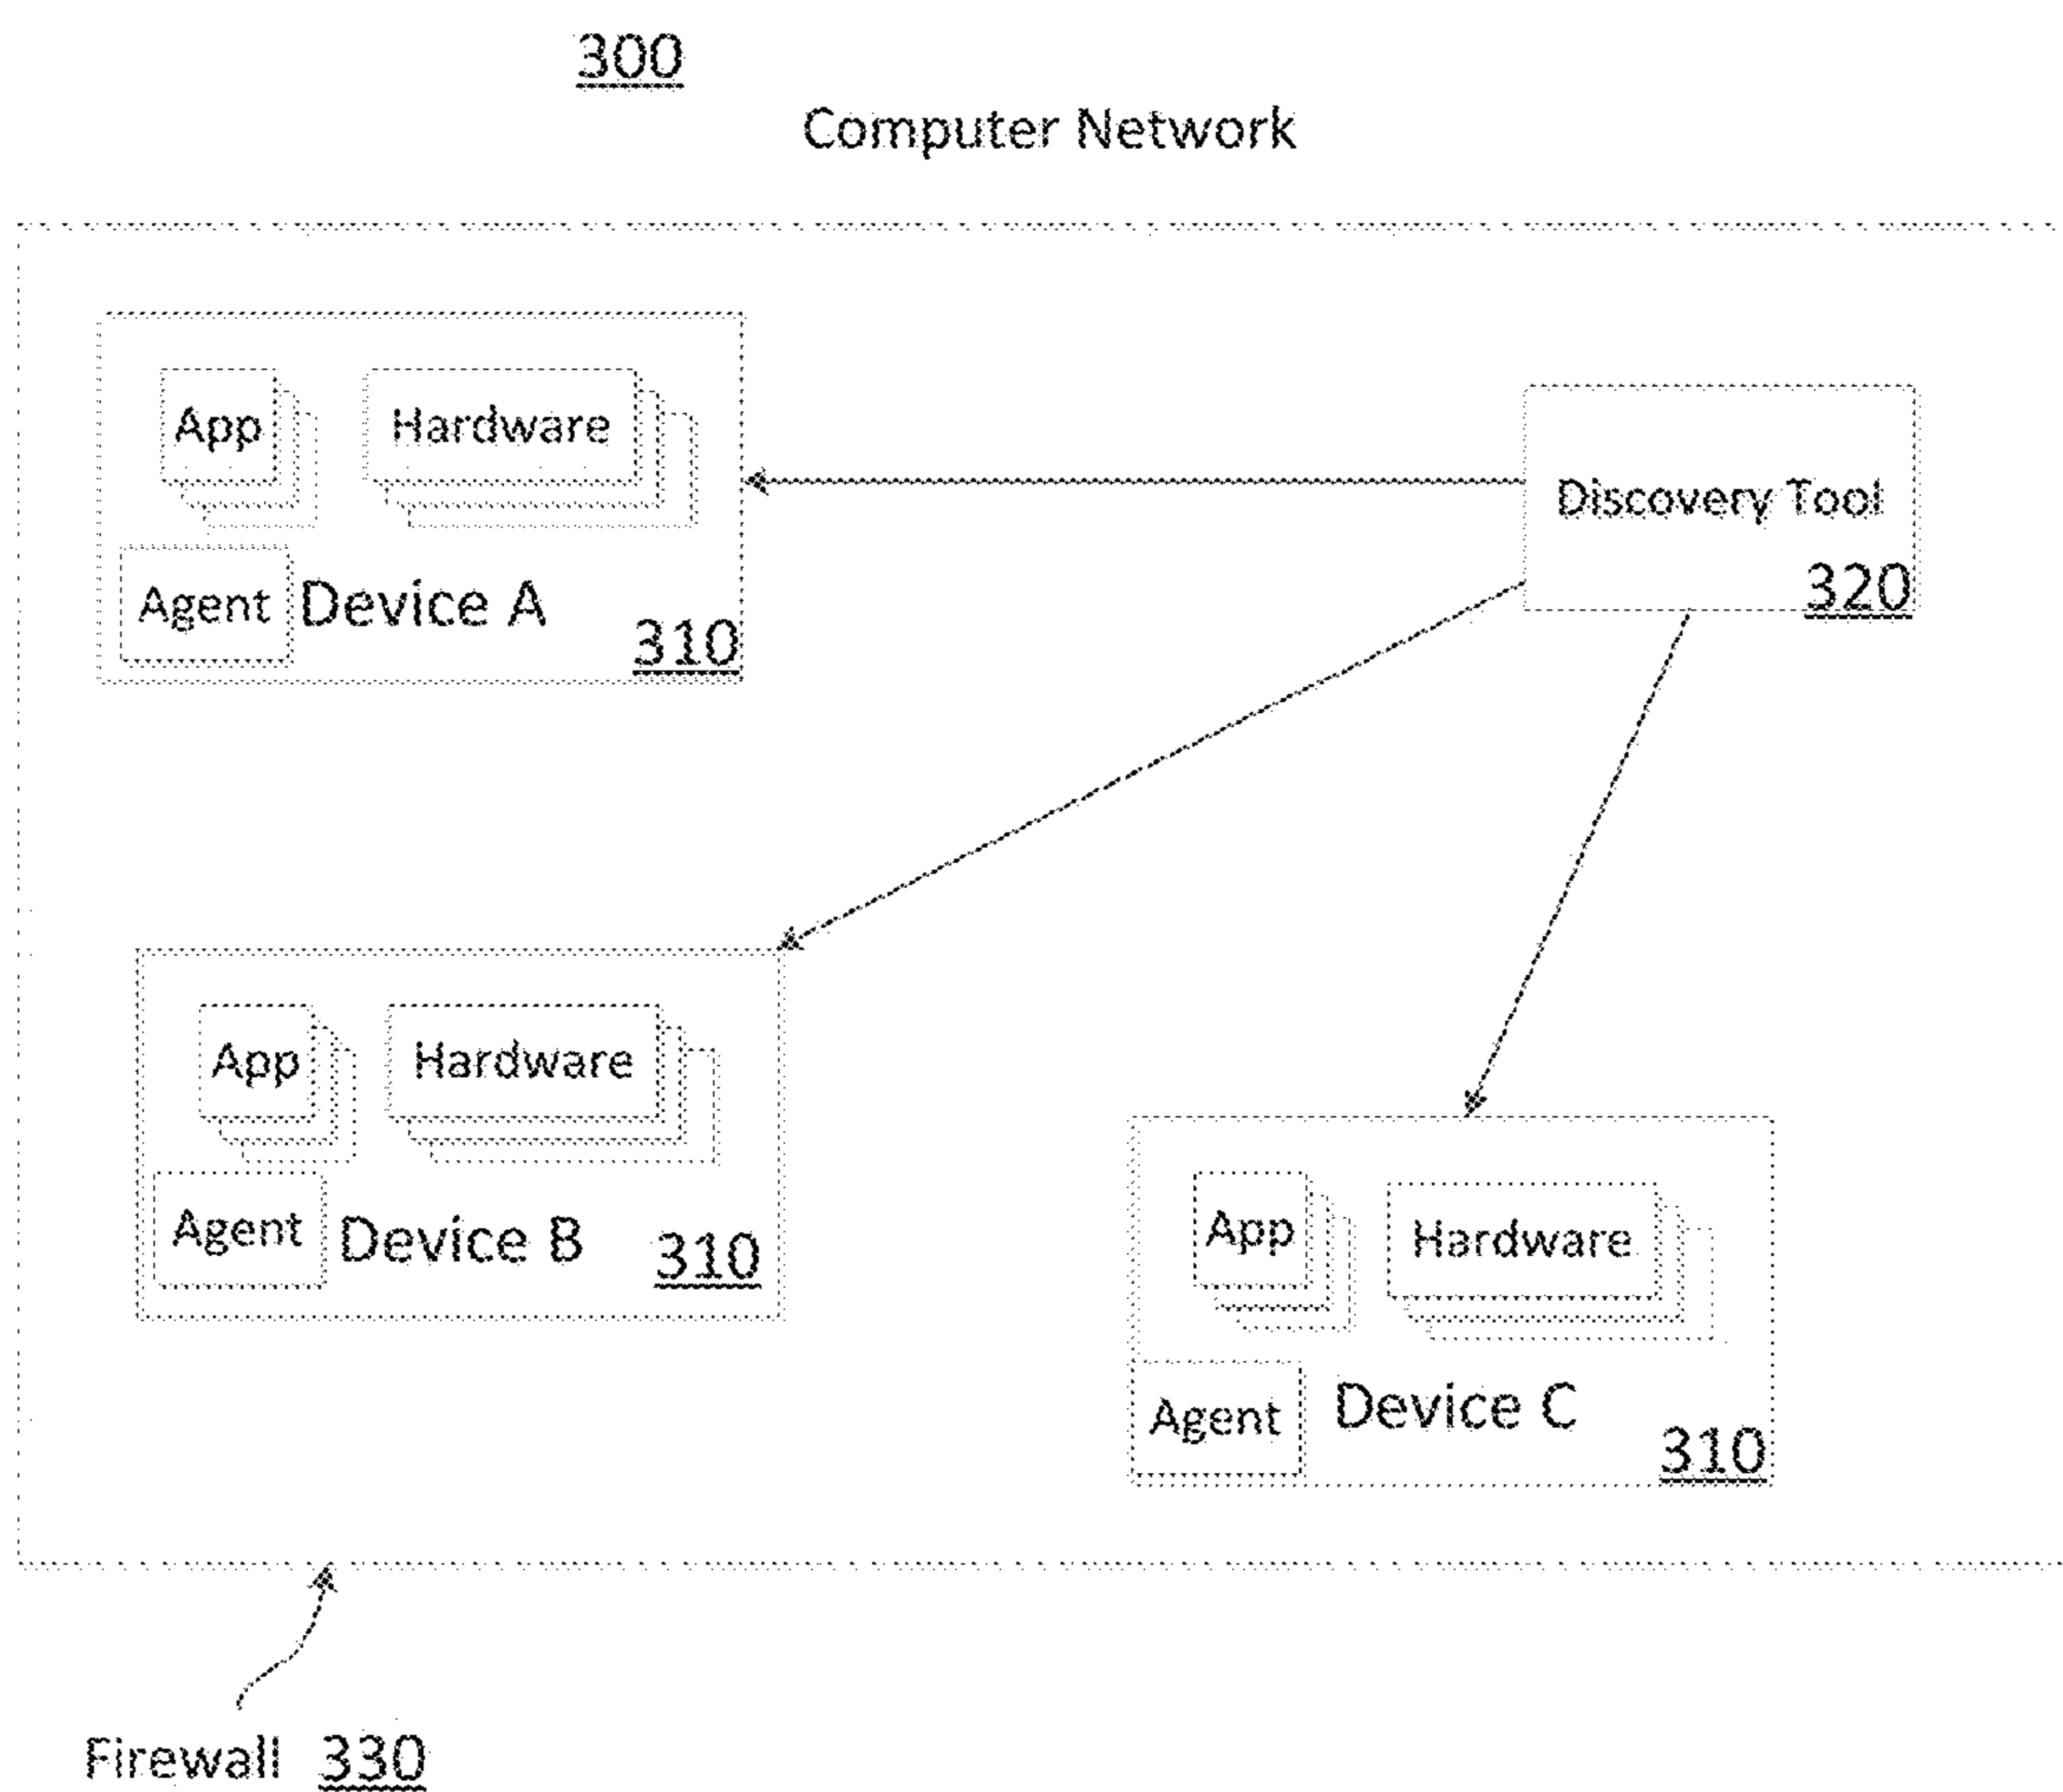 300
Computer Network
App
Hardware
Agent
Device A
310
Discovery Tool
320
App
Hardware
Agent
Device B
310
App
Hardware
Agent
Device C
310
Firewall 330